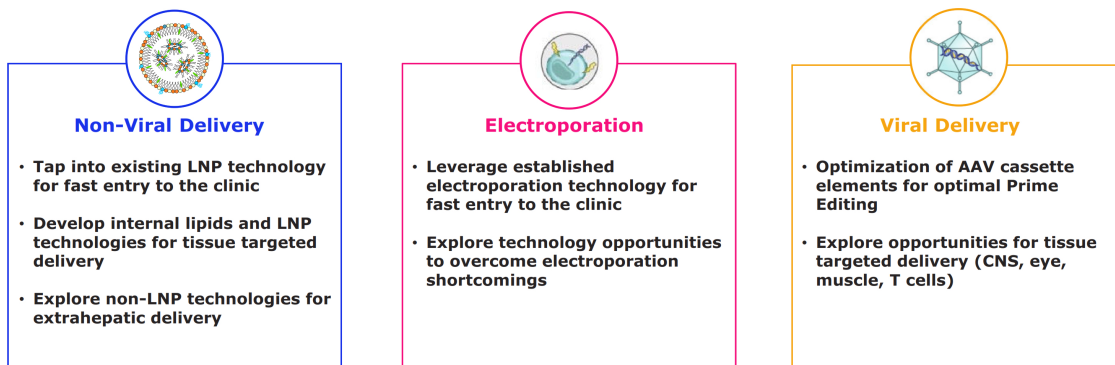 Non-Viral Delivery
• Tap into existing LNP technology
for fast entry to the clinic
• Develop internal lipids and LNP
technologies for tissue targeted
delivery
• Explore non-LNP technologies for
extrahepatic delivery
Electroporation
• Leverage established
electroporation technology for
fast entry to the clinic
• Explore technology opportunities
to overcome electroporation
shortcomings
Viral Delivery
• Optimization of AAV cassette
elements for optimal Prime
Editing
• Explore opportunities for tissue
targeted delivery (CNS, eye,
muscle, T cells)